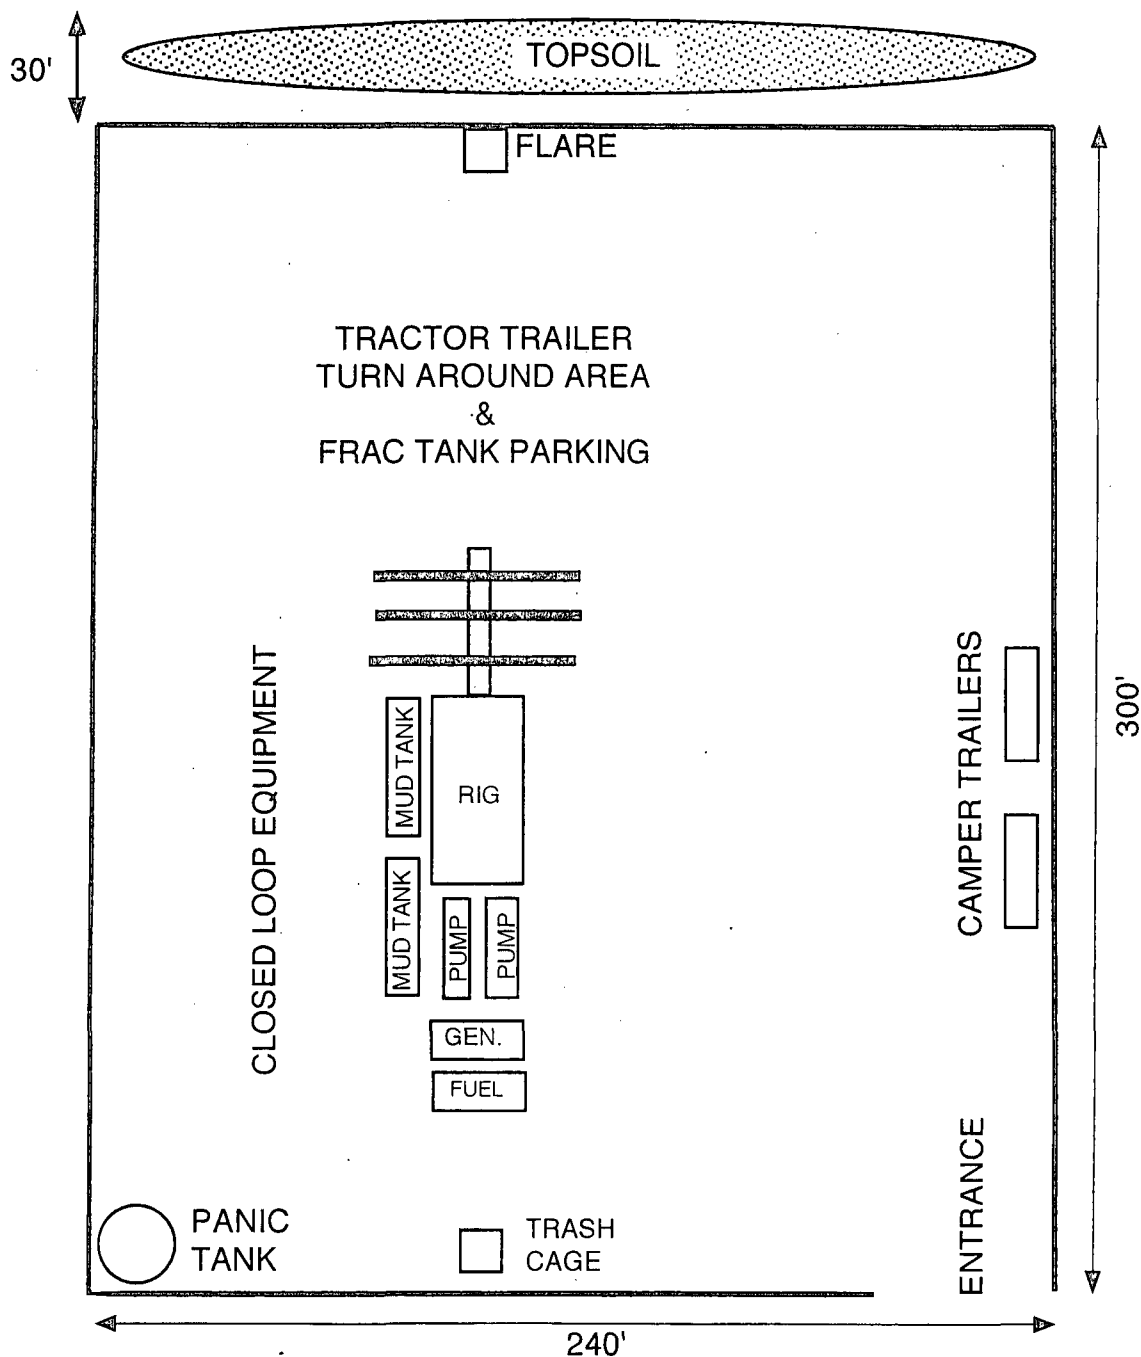 TOPSOIL
30'
FLARE
TRACTOR TRAILER
TURN AROUND AREA
&
FRAC TANK PARKING
CLOSED LOOP EQUIPMENT
MUD TANK
RIG
CAMPER TRAILERS
300'
MUD TANK
PUMP
PUMP
GEN.
FUEL
ENTRANCE
PANIC
TANK
TRASH
CAGE
240'